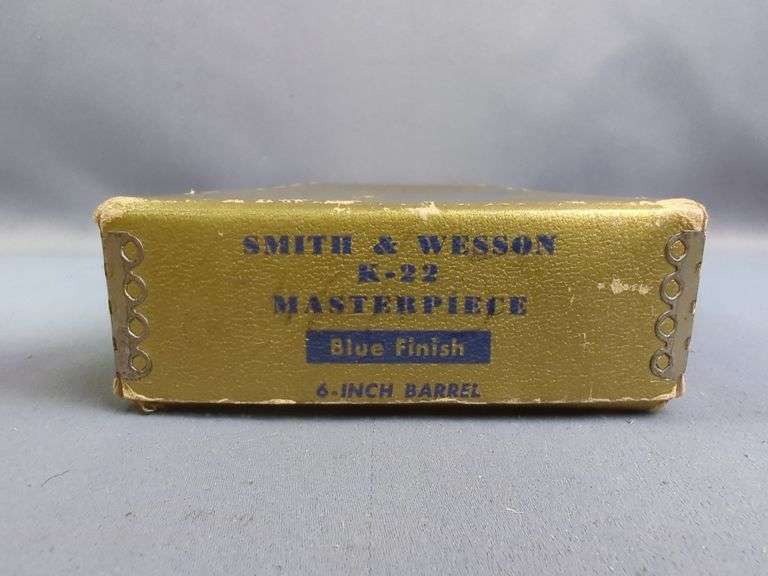 SMITH & WESSON
K-22
MASTERPIECE
Blue Finish
6-INCH BARREL